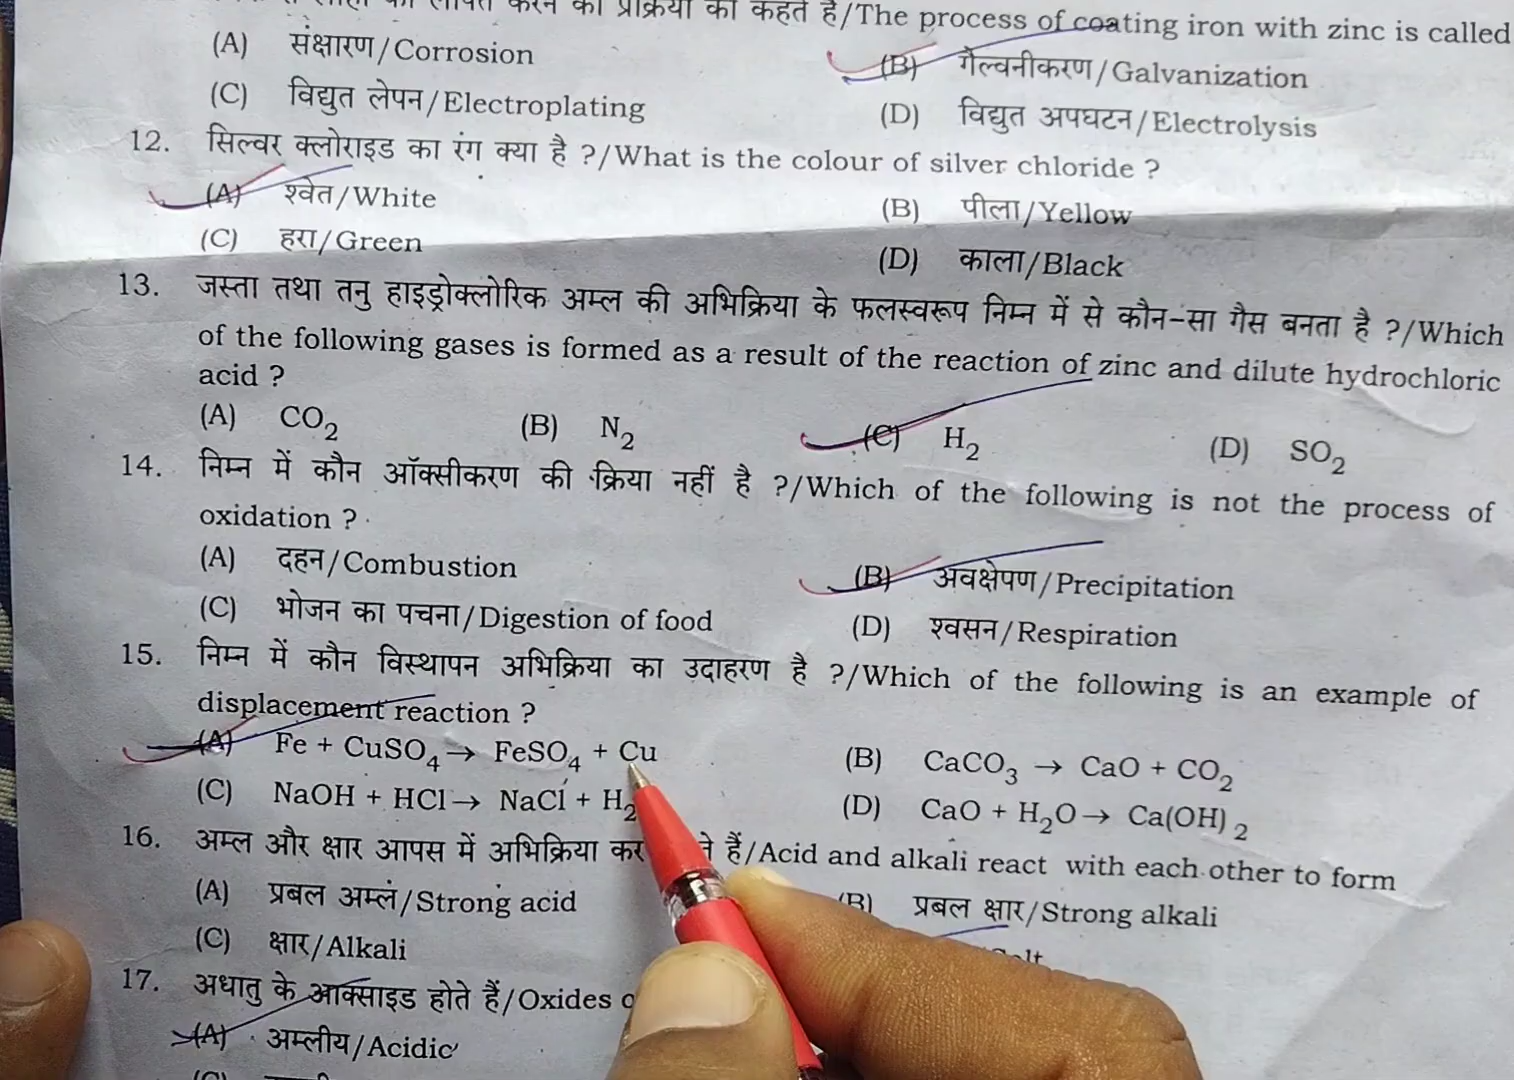 करने की प्रक्रिया को कहते हैं/The process of coating iron with zinc is called
(A) संक्षारण/Corrosion (B) गैल्वनीकरण/Galvanization
(C) विद्युत लेपन/Electroplating (D) विद्युत अपघटन/Electrolysis
12. सिल्वर क्लोराइड का रंग क्या है ?/What is the colour of silver chloride ?
(A) श्वेत/White (B) पीला/Yellow
(C) हरा/Green (D) काला/Black
13. जस्ता तथा तनु हाइड्रोक्लोरिक अम्ल की अभिक्रिया के फलस्वरूप निम्न में से कौन-सा गैस बनता है ?/Which
of the following gases is formed as a result of the reaction of zinc and dilute hydrochloric
acid ?
(A) CO₂ (B) N₂ (C) H₂ (D) SO₂
14. निम्न में कौन ऑक्सीकरण की क्रिया नहीं है ?/Which of the following is not the process of
oxidation ?
(A) दहन/Combustion (B) अवक्षेपण/Precipitation
(C) भोजन का पचना/Digestion of food (D) श्वसन/Respiration
15. निम्न में कौन विस्थापन अभिक्रिया का उदाहरण है ?/Which of the following is an example of
displacement reaction ?
(A) Fe + CuSO₄ → FeSO₄ + Cu (B) CaCO₃ → CaO + CO₂
(C) NaOH + HCl → NaCl + H₂ (D) CaO + H₂O → Ca(OH)₂
16. अम्ल और क्षार आपस में अभिक्रिया कर हैं/Acid and alkali react with each other to form
(A) प्रबल अम्ल/Strong acid (B) प्रबल क्षार/Strong alkali
(C) क्षार/Alkali
17. अधातु के आक्साइड होते हैं/Oxides
(A) अम्लीय/Acidic